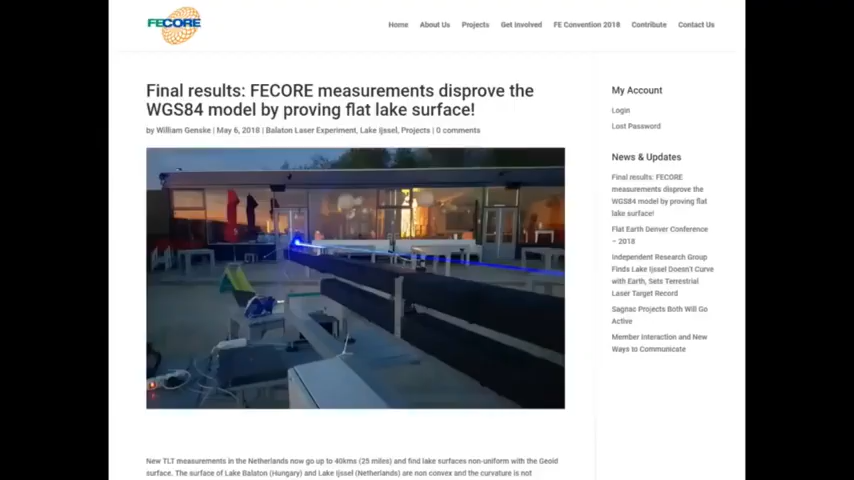 FECORE
Home About Us Projects Get Involved FE Convention 2018 Contribute Contact Us
Final results: FECORE measurements disprove the
WGS84 model by proving flat lake surface!
by William Genske | May 6, 2018 | Balaton Laser Experiment, Lake Ijssel, Projects | 0 comments
New TLT measurements in the Netherlands now go up to 40kms (25 miles) and find lake surfaces non-uniform with the Geoid
surface. The surface of Lake Balaton (Hungary) and Lake Ijssel (Netherlands) are non convex and the curvature is not
My Account
Login
Lost Password
News & Updates
Final results: FECORE
measurements disprove the
WGS84 model by proving flat
lake surface!
Flat Earth Denver Conference
– 2018
Independent Research Group
Finds Lake Ijssel Doesn't Curve
with Earth, Sets Terrestrial
Laser Target Record
Sagnac Projects Both Will Go
Active
Member Interaction and New
Ways to Communicate